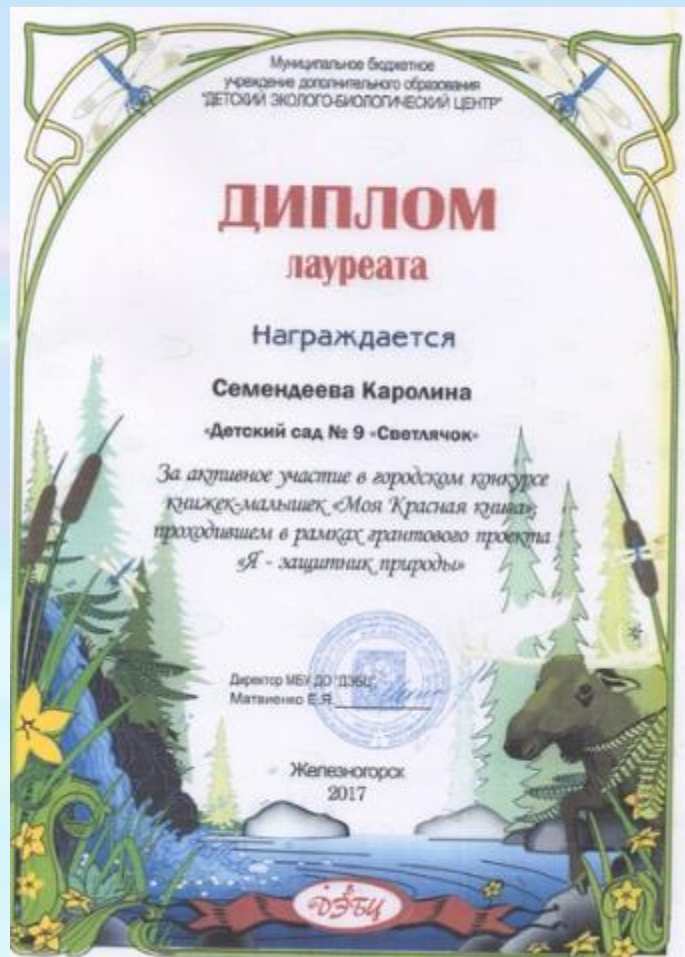 Муниципальное бюджетное
учреждение дополнительного образования
"ДЕТСКИЙ ЭКОЛОГО-БИОЛОГИЧЕСКИЙ ЦЕНТР"
ДИПЛОМ
лауреата
Награждается
Семендеева Каролина
«Детский сад № 9 «Светлячок»
За активное участие в городском конкурсе
книжек-малышек «Моя Красная книга»,
проходившем в рамках грантового проекта
«Я - защитник природы»
Директор МБУ ДО "ДЭБЦ"
Матвиенко Е.Я.
Железногорск
2017
ДЭБЦ